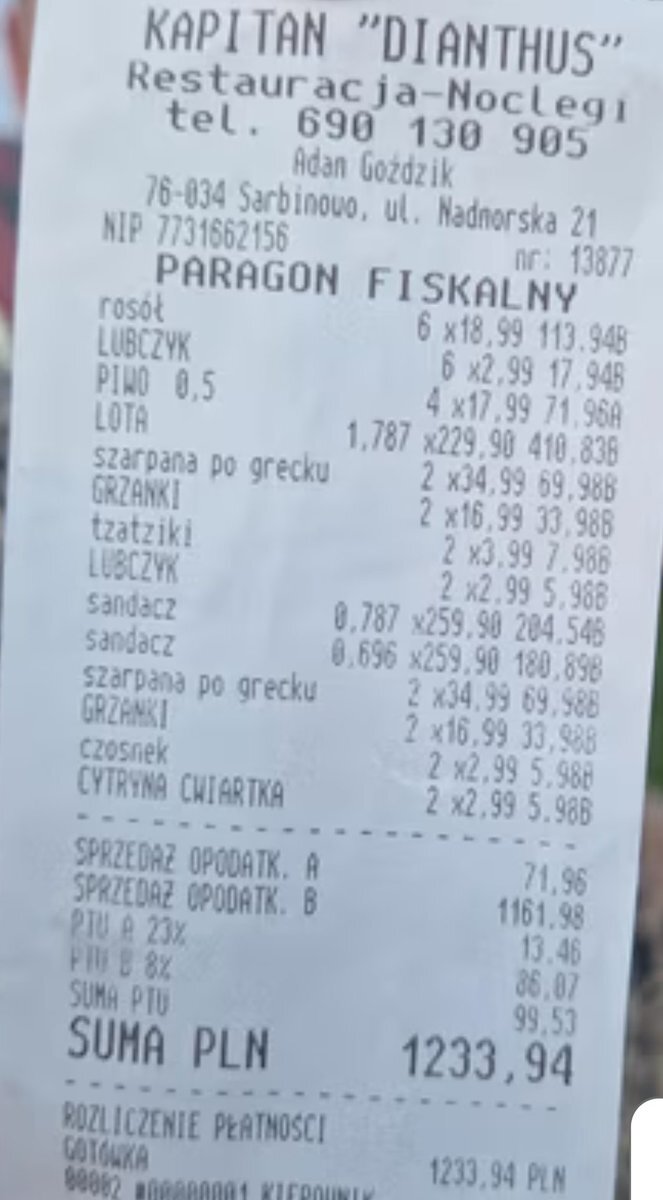 KAPITAN "DIANTHUS"
Restauracja-Noclegi
tel. 690 130 905
Adan Goździk
76-034 Sarbinowo, ul. Nadmorska 21
NIP 7731662156 nr: 13877
PARAGON FISKALNY
rosół 6 x18,99 113,94B
LUBCZYK 6 x2,99 17,94B
PIWO 0,5 4 x17,99 71,96A
LOTA 1,787 x229,90 410,83B
szarpana po grecku 2 x34,99 69,98B
GRZANKI 2 x16,99 33,98B
tzatziki 2 x3,99 7,98B
LUBCZYK 2 x2,99 5,98B
sandacz 0,787 x259,90 204,54B
sandacz 0,696 x259,90 180,89B
szarpana po grecku 2 x34,99 69,98B
GRZANKI 2 x16,99 33,98B
czosnek 2 x2,99 5,98B
CYTRYNA CWIARTKA 2 x2,99 5,98B
SPRZEDAŻ OPODATK. A 71,96
SPRZEDAŻ OPODATK. B 1161,98
PTU A 23% 13,46
PTU B 8% 86,07
SUMA PTU 99,53
SUMA PLN 1233,94
ROZLICZENIE PŁATNOŚCI
GOTÓWKA 1233,94 PLN
00002 #00000001 KIEROWNIK